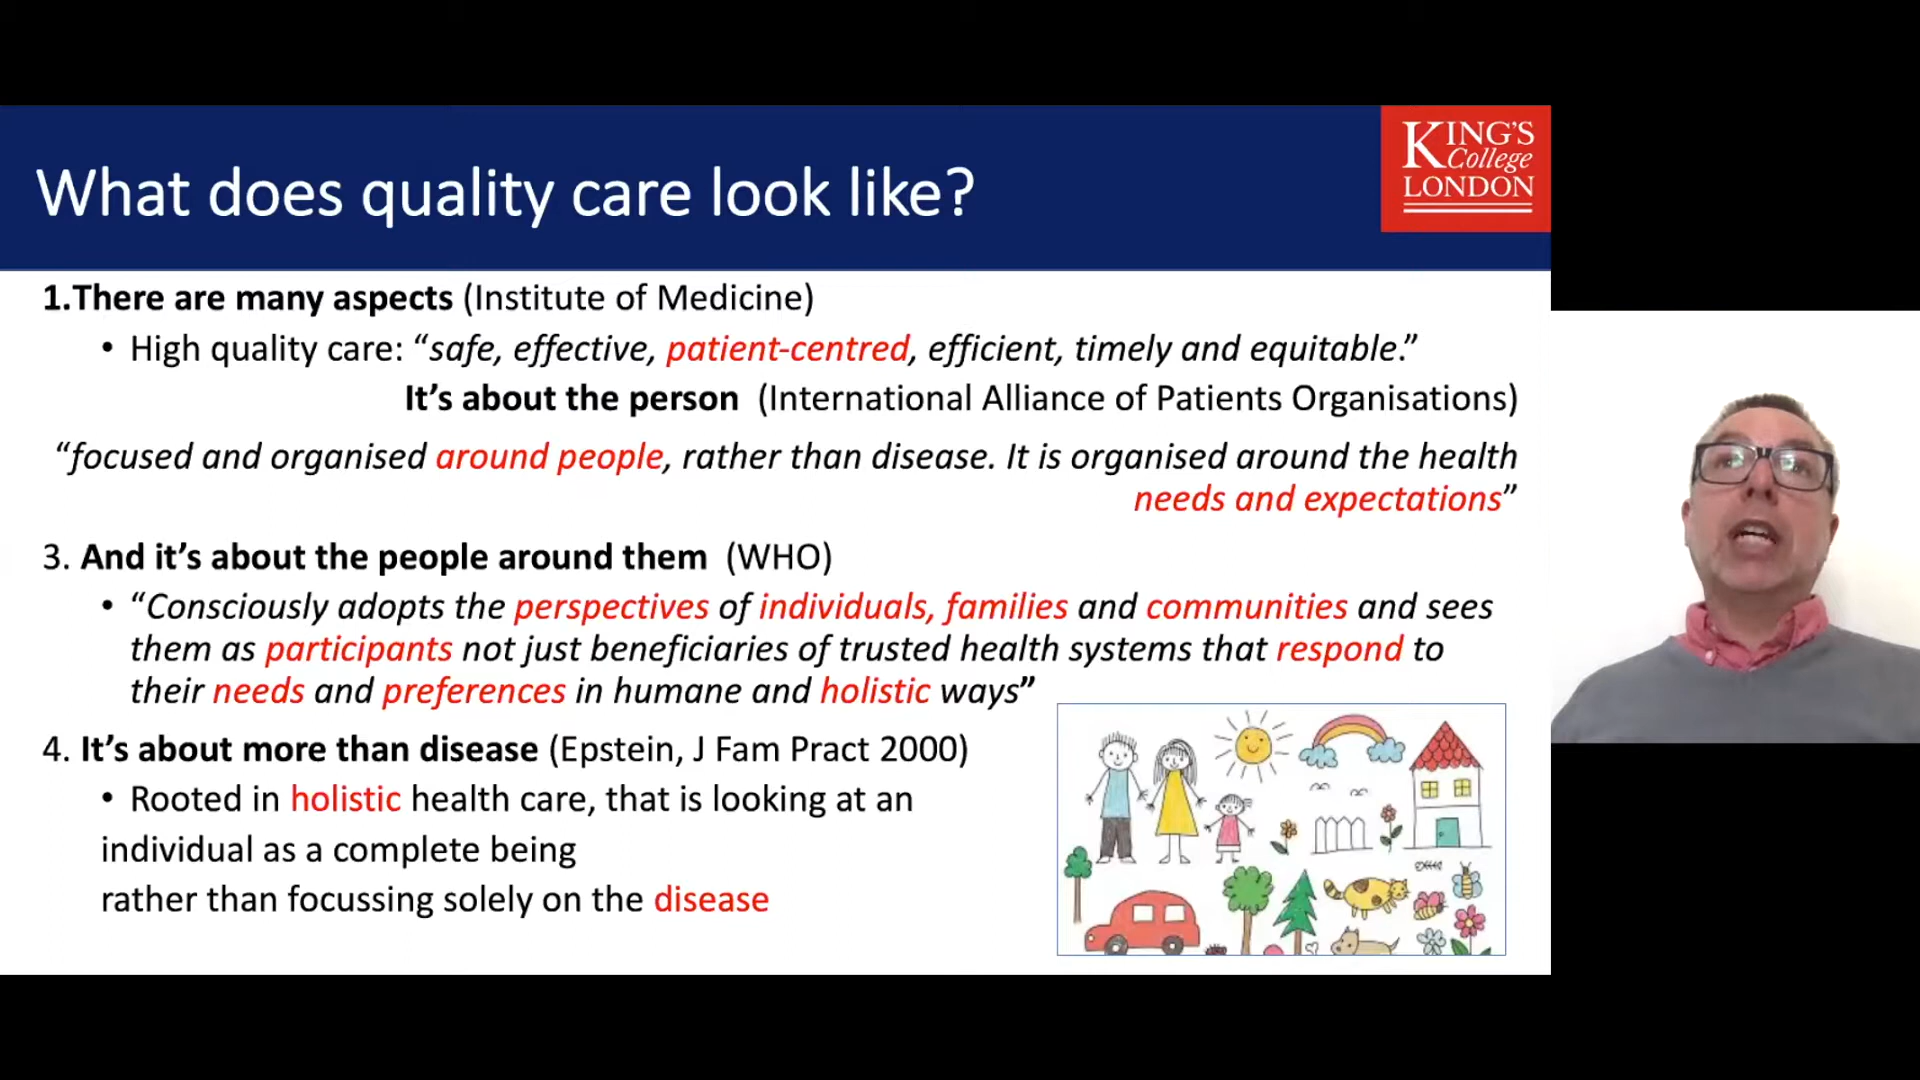 What does quality care look like?
KING'S
College
LONDON
1.There are many aspects (Institute of Medicine)
• High quality care: “safe, effective, patient-centred, efficient, timely and equitable.”
It’s about the person (International Alliance of Patients Organisations)
“focused and organised around people, rather than disease. It is organised around the health
needs and expectations”
3. And it’s about the people around them (WHO)
• “Consciously adopts the perspectives of individuals, families and communities and sees
them as participants not just beneficiaries of trusted health systems that respond to
their needs and preferences in humane and holistic ways”
4. It’s about more than disease (Epstein, J Fam Pract 2000)
• Rooted in holistic health care, that is looking at an
individual as a complete being
rather than focussing solely on the disease